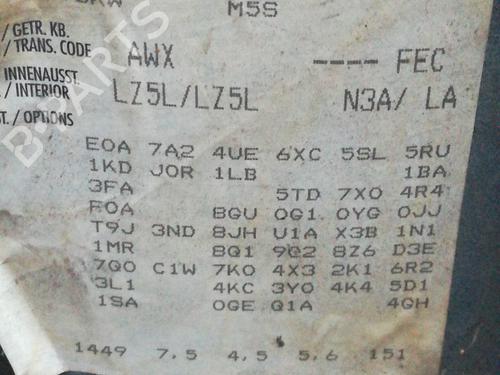 M5S
/ GETR. KB.
/ TRANS. CODE AWX ---- FEC
INNENAUSST.
/ INTERIOR LZ5L/LZ5L N3A/ LA
/ OPTIONS
EOA 7A2 4UE 6XC 5SL 5RU
1KD JOR 1LB 1BA
3FA 5TD 7XO 4R4
FOA 8GU OG1 OYG OJJ
T9J 3ND 8JH U1A X3B 1N1
1MR 8Q1 9Q2 8Z6 D3E
7GO C1W 7KO 4X3 2K1 6R2
3L1 4KC 3YO 4K4 5D1
1SA OGE Q1A 4GH
1449 7,5 4,5 5,6 151
B-PARTS